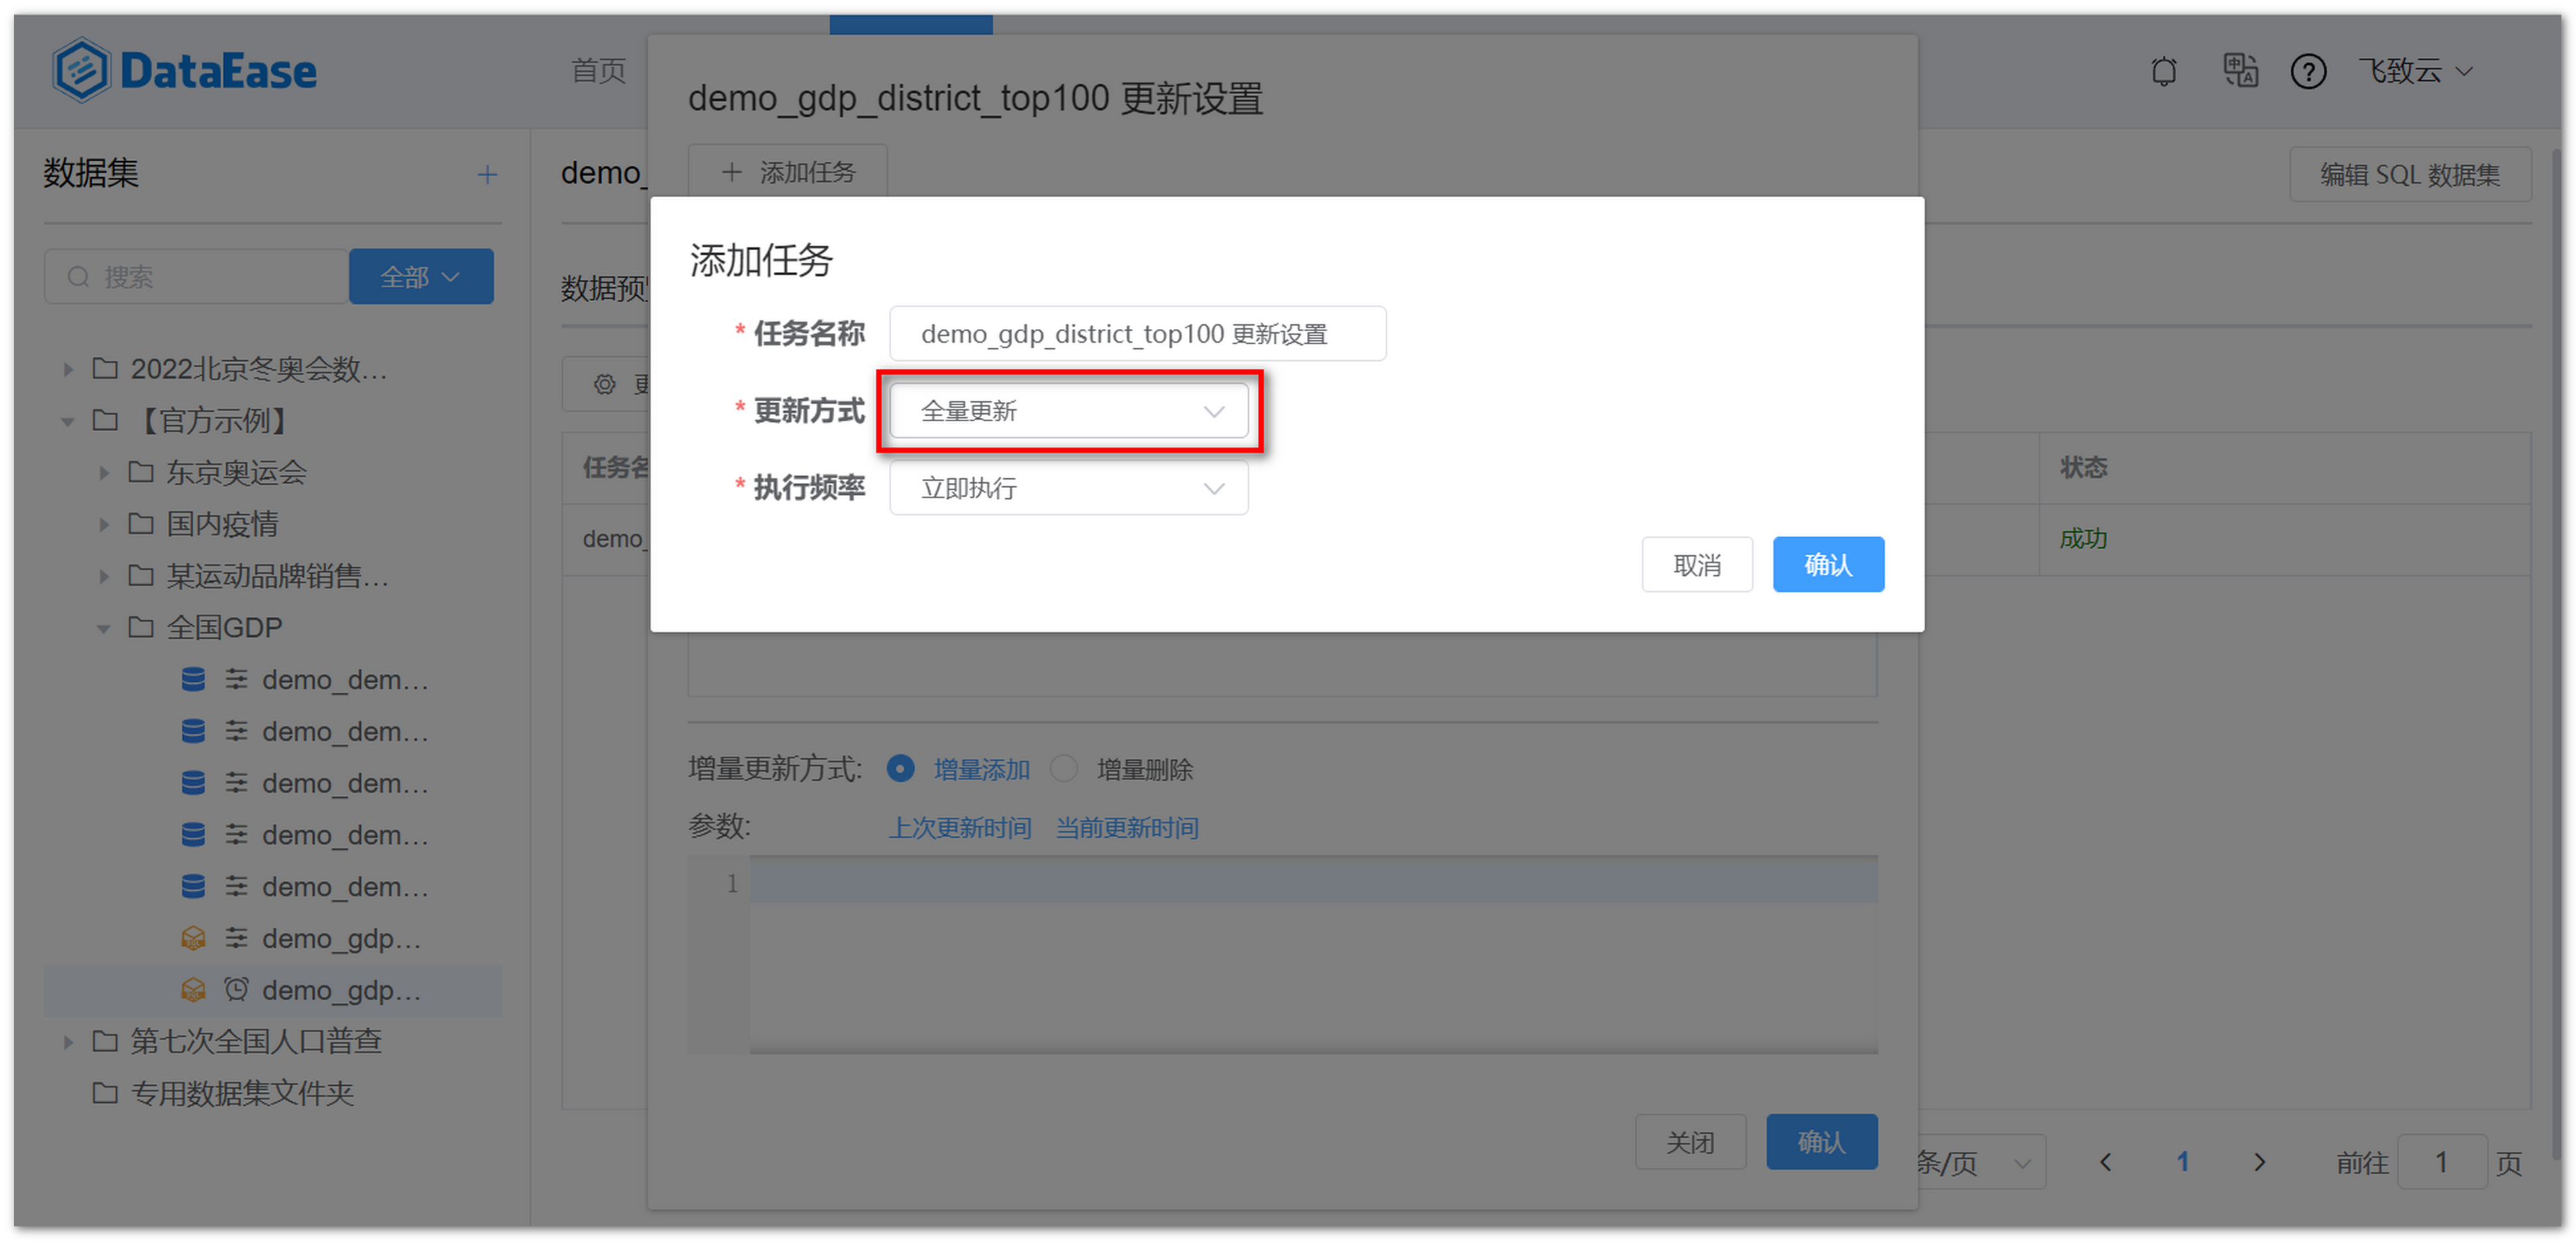 DataEase
首页
飞致云
数据集
搜索
全部
2022北京冬奥会数...
【官方示例】
东京奥运会
国内疫情
某运动品牌销售...
全国GDP
demo_dem...
demo_dem...
demo_dem...
demo_dem...
demo_dem...
demo_gdp...
demo_gdp...
第七次全国人口普查
专用数据集文件夹
demo_
编辑 SQL 数据集
数据预
任务名
状态
demo_
成功
demo_gdp_district_top100 更新设置
添加任务
添加任务
* 任务名称 demo_gdp_district_top100 更新设置
* 更新方式 全量更新
* 执行频率 立即执行
取消 确认
增量更新方式: 增量添加 增量删除
参数: 上次更新时间 当前更新时间
1
关闭 确认
条/页 1 前往 1 页